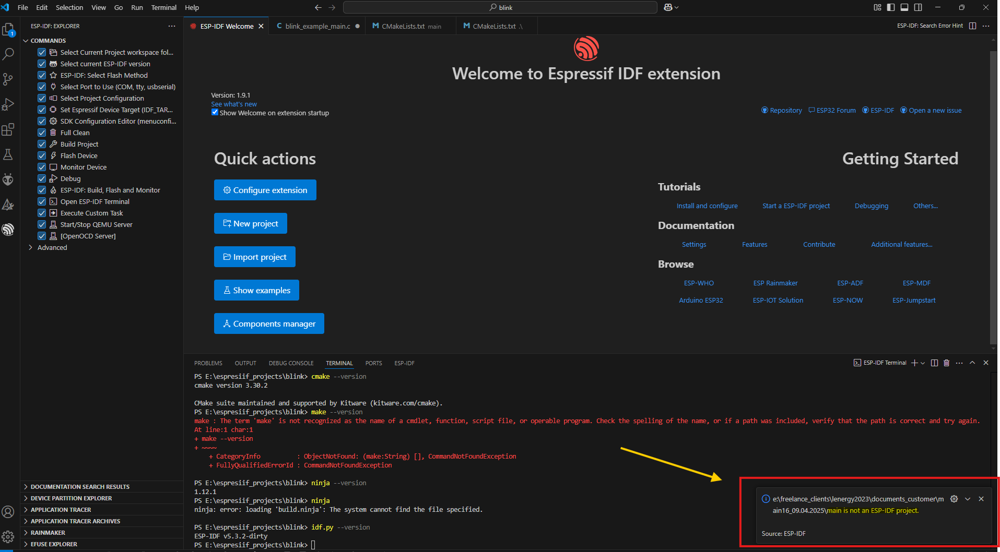 File Edit Selection View Go Run Terminal Help
blink
ESP-IDF: EXPLORER
COMMANDS
Select Current Project workspace fol...
Select current ESP-IDF version
ESP-IDF: Select Flash Method
Select Port to Use (COM, tty, usbserial)
Select Project Configuration
Set Espressif Device Target (IDF_TAR...
SDK Configuration Editor (menuconfi...
Full Clean
Build Project
Flash Device
Monitor Device
Debug
ESP-IDF: Build, Flash and Monitor
Open ESP-IDF Terminal
Execute Custom Task
Start/Stop QEMU Server
[OpenOCD Server]
Advanced
DOCUMENTATION SEARCH RESULTS
DEVICE PARTITION EXPLORER
APPLICATION TRACER
APPLICATION TRACER ARCHIVES
RAINMAKER
EFUSE EXPLORER
1
ESP-IDF Welcome
C blink_example_main.c
M CMakeLists.txt main
M CMakeLists.txt .\
ESP-IDF: Search Error Hint
Welcome to Espressif IDF extension
Version: 1.9.1
See what's new
Show Welcome on extension startup
Repository ESP32 Forum ESP-IDF Open a new issue
Quick actions
Configure extension
New project
Import project
Show examples
Components manager
Getting Started
Tutorials
Install and configure Start a ESP-IDF project Debugging Others...
Documentation
Settings Features Contribute Additional features...
Browse
ESP-WHO ESP Rainmaker ESP-ADF ESP-MDF
Arduino ESP32 ESP-IOT Solution ESP-NOW ESP-Jumpstart
PROBLEMS OUTPUT DEBUG CONSOLE TERMINAL PORTS ESP-IDF
ESP-IDF Terminal
PS E:\espresiif_projects\blink> cmake --version
cmake version 3.30.2
CMake suite maintained and supported by Kitware (kitware.com/cmake).
PS E:\espresiif_projects\blink> make --version
make : The term 'make' is not recognized as the name of a cmdlet, function, script file, or operable program. Check the spelling of the name, or if a path was included, verify that the path is correct and try again.
At line:1 char:1
+ make --version
+ ~~~~
+ CategoryInfo : ObjectNotFound: (make:String) [], CommandNotFoundException
+ FullyQualifiedErrorId : CommandNotFoundException
PS E:\espresiif_projects\blink> ninja --version
1.12.1
PS E:\espresiif_projects\blink> ninja
ninja: error: loading 'build.ninja': The system cannot find the file specified.
PS E:\espresiif_projects\blink> idf.py --version
ESP-IDF v5.3.2-dirty
PS E:\espresiif_projects\blink>
e:\freelance_clients\lenergy2023\documents_customer\m
ain16_09.04.2025\main is not an ESP-IDF project.
Source: ESP-IDF